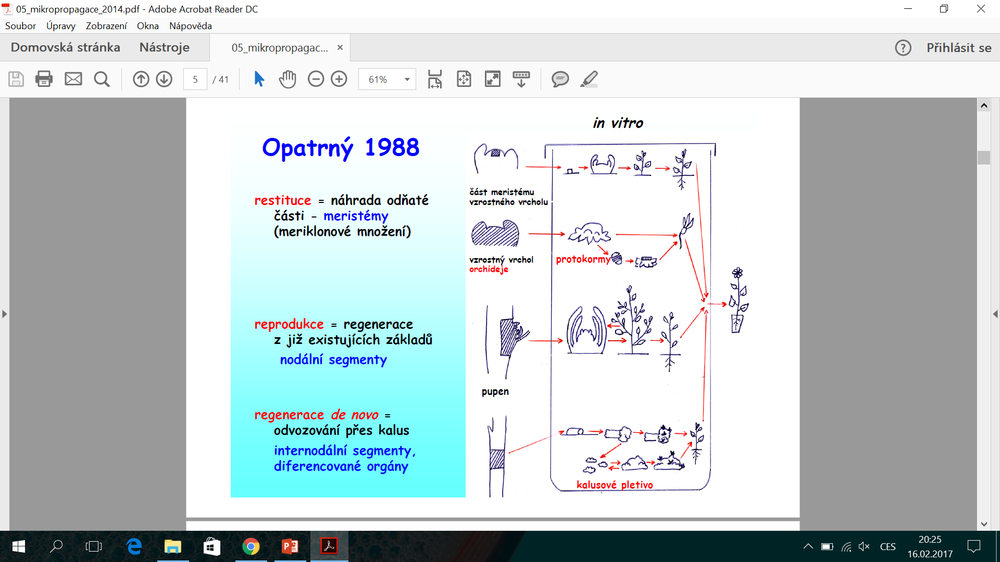 05_mikropropagace_2014.pdf - Adobe Acrobat Reader DC
Soubor Úpravy Zobrazení Okna Nápověda
Domovská stránka Nástroje 05_mikropropagac... × ? Přihlásit se
5 / 41 61%
in vitro
Opatrný 1988
restituce = náhrada odňaté
části - meristémy
(meriklonové množení)
část meristému
vzrostného vrcholu
vzrostný vrchol
orchideje
protokormy
reprodukce = regenerace
z již existujících základů
nodální segmenty
pupen
regenerace de novo =
odvozování přes kalus
internodální segmenty,
diferencované orgány
kalusové pletivo
CES
20:25
16.02.2017